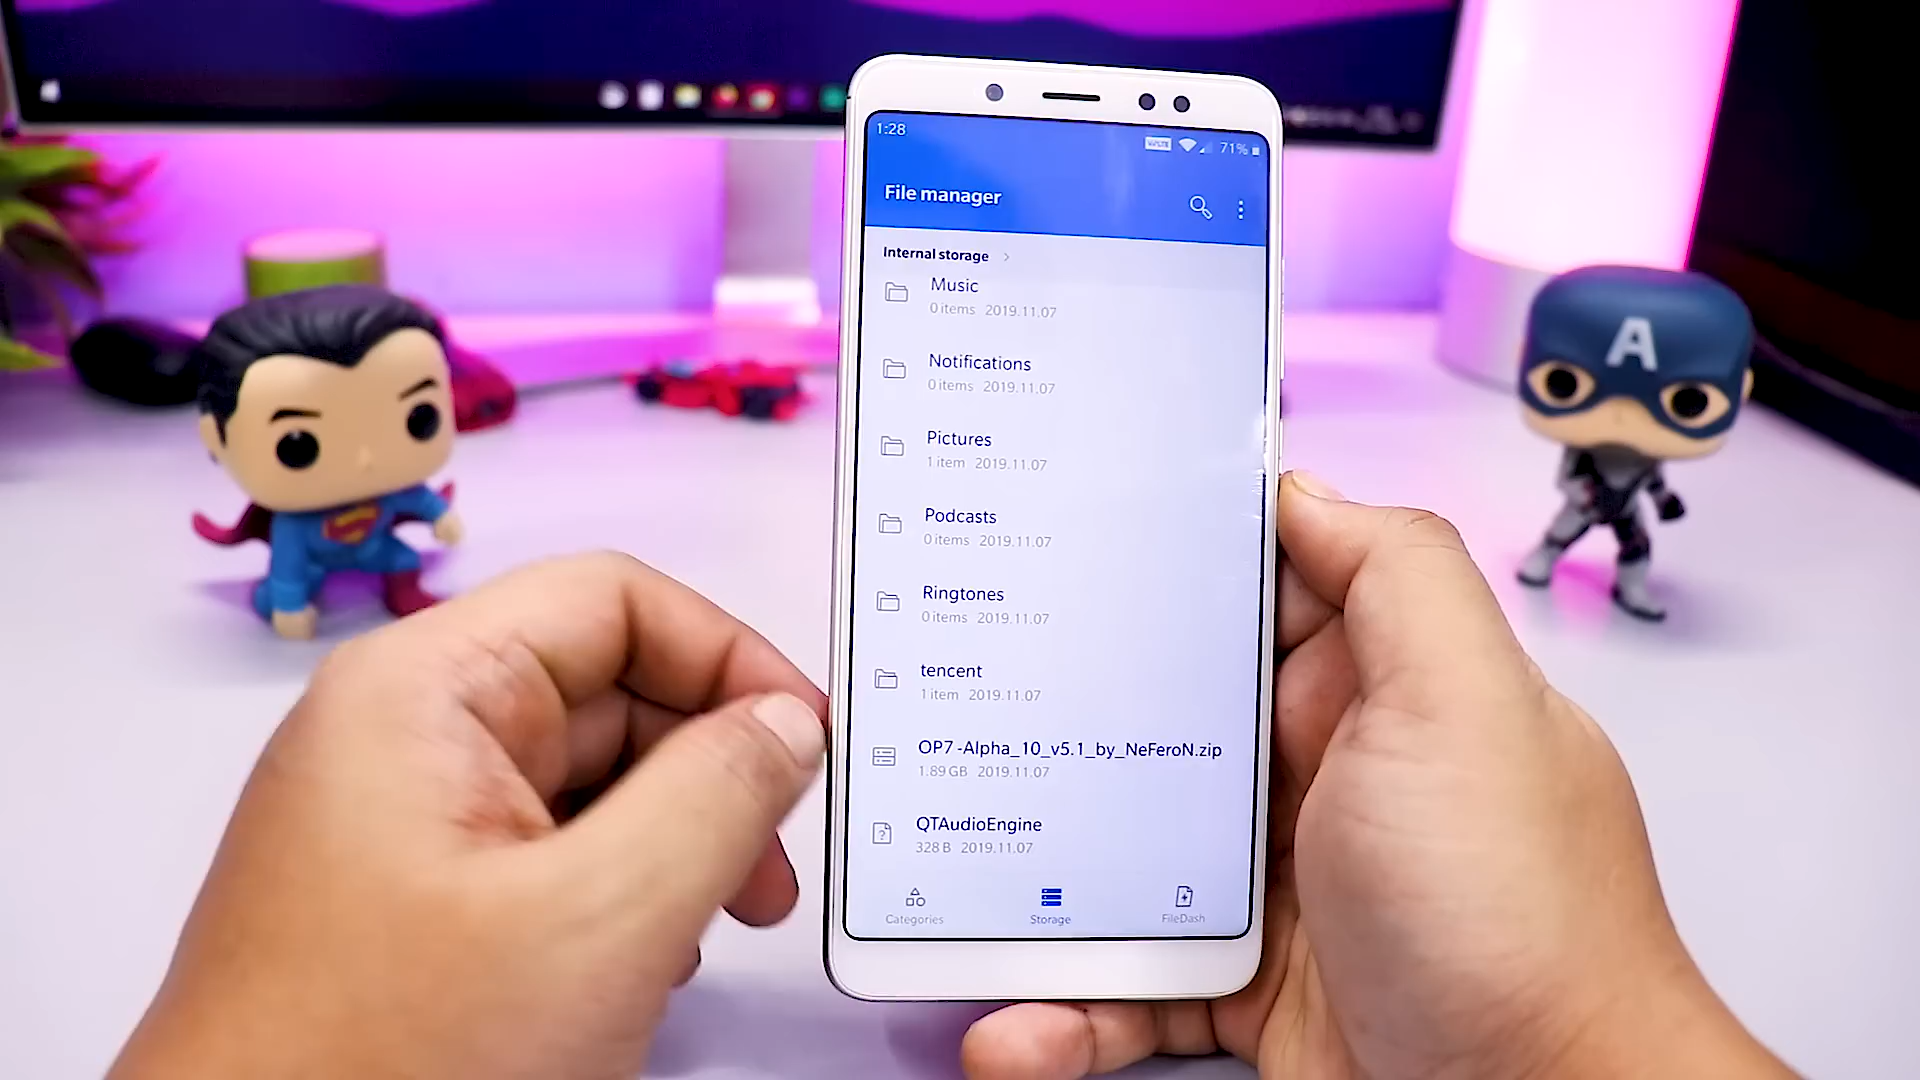 1:28
VoLTE 71%
File manager
Internal storage
Music
0 items 2019.11.07
Notifications
0 items 2019.11.07
Pictures
1 item 2019.11.07
Podcasts
0 items 2019.11.07
Ringtones
0 items 2019.11.07
tencent
1 item 2019.11.07
OP7 -Alpha_10_v5.1_by_NeFeroN.zip
1.89 GB 2019.11.07
QTAudioEngine
328 B 2019.11.07
Categories
Storage
FileDash
A